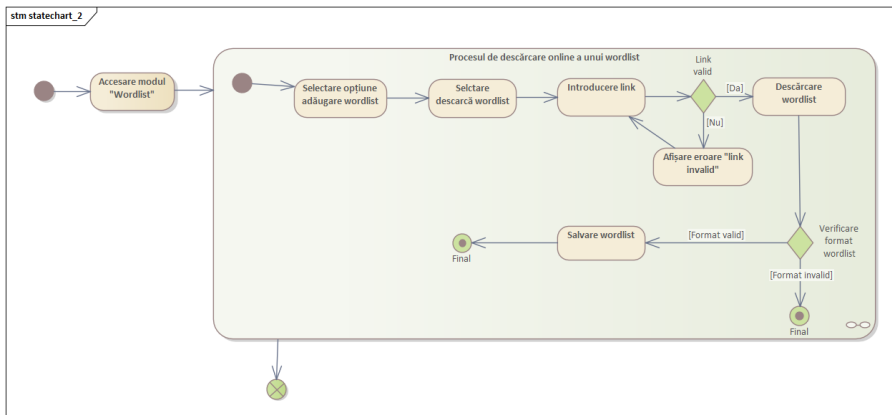 stm statechart_2
Procesul de descărcare online a unui wordlist
Accesare modul
"Wordlist"
Selectare opțiune
adăugare wordlist
Selctare
descarcă wordlist
Introducere link
Link
valid
[Da]
Descărcare
wordlist
[Nu]
Afișare eroare "link
invalid"
Salvare wordlist
[Format valid]
Verificare
format
wordlist
Final
[Format invalid]
Final